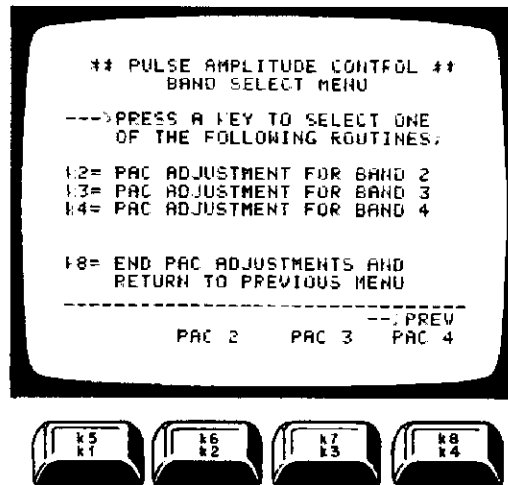 ** PULSE AMPLITUDE CONTROL **
BAND SELECT MENU
--->PRESS A KEY TO SELECT ONE
OF THE FOLLOWING ROUTINES;
k2= PAC ADJUSTMENT FOR BAND 2
k3= PAC ADJUSTMENT FOR BAND 3
k4= PAC ADJUSTMENT FOR BAND 4
k8= END PAC ADJUSTMENTS AND
RETURN TO PREVIOUS MENU
--------------------------------
-->PREV
PAC 2 PAC 3 PAC 4
k5 k6 k7 k8
k1 k2 k3 k4